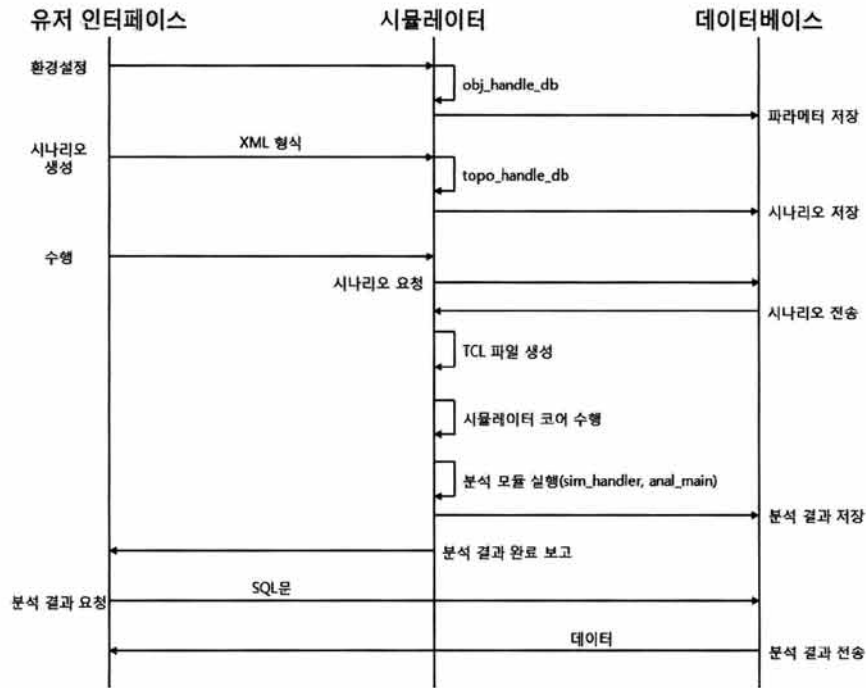 유저 인터페이스
시뮬레이터
데이터베이스
환경설정
obj_handle_db
파라메터 저장
시나리오
생성
XML 형식
topo_handle_db
시나리오 저장
수행
시나리오 요청
시나리오 전송
TCL 파일 생성
시뮬레이터 코어 수행
분석 모듈 실행(sim_handler, anal_main)
분석 결과 저장
분석 결과 완료 보고
분석 결과 요청
SQL문
데이터
분석 결과 전송